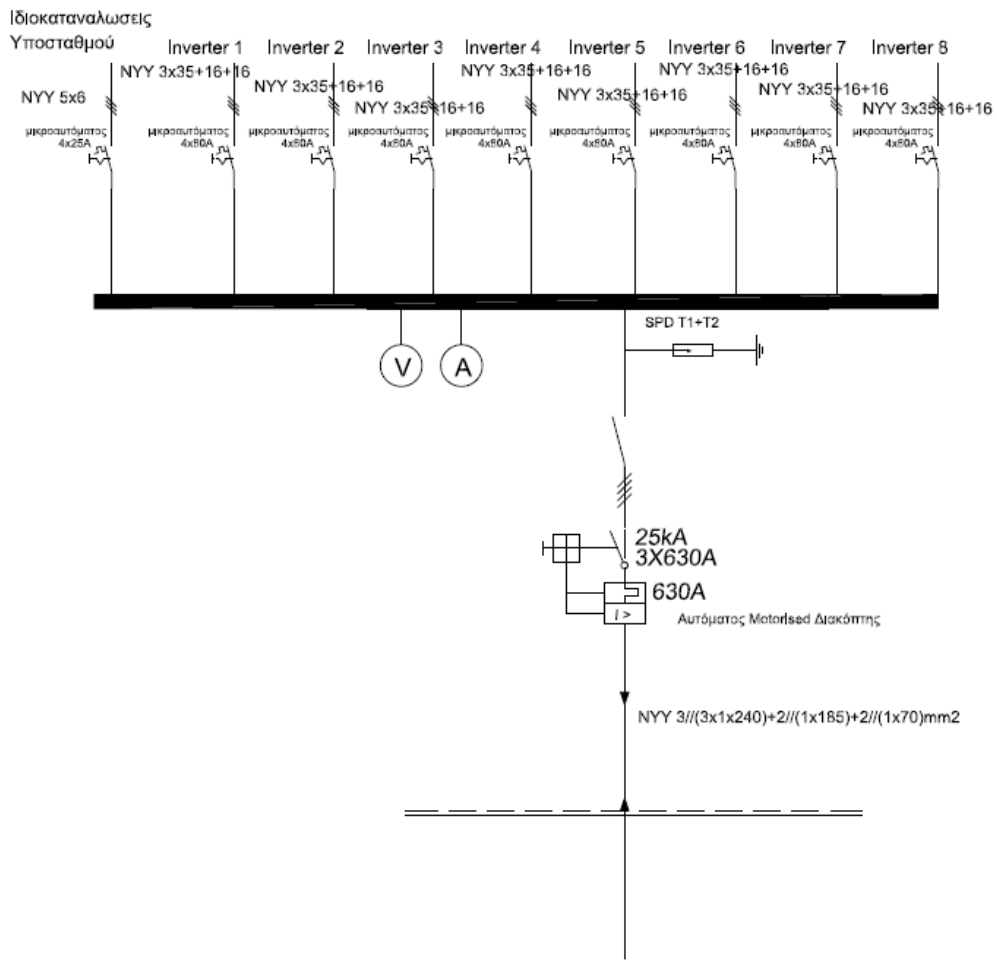 Ιδιοκαταναλωσεις
Υποσταθμού
Inverter 1
Inverter 2
Inverter 3
Inverter 4
Inverter 5
Inverter 6
Inverter 7
Inverter 8
NYY 5x6
NYY 3x35+16+16
NYY 3x35+16+16
NYY 3x35+16+16
NYY 3x35+16+16
NYY 3x35+16+16
NYY 3x35+16+16
NYY 3x35+16+16
NYY 3x35+16+16
μικροαυτόματος
4x25A
μικροαυτόματος
4x80A
μικροαυτόματος
4x80A
μικροαυτόματος
4x80A
μικροαυτόματος
4x80A
μικροαυτόματος
4x80A
μικροαυτόματος
4x80A
μικροαυτόματος
4x80A
μικροαυτόματος
4x80A
SPD T1+T2
V
A
25kA
3X630A
630A
I >
Αυτόματος Motorised Διακόπτης
NYY 3//(3x1x240)+2//(1x185)+2//(1x70)mm2